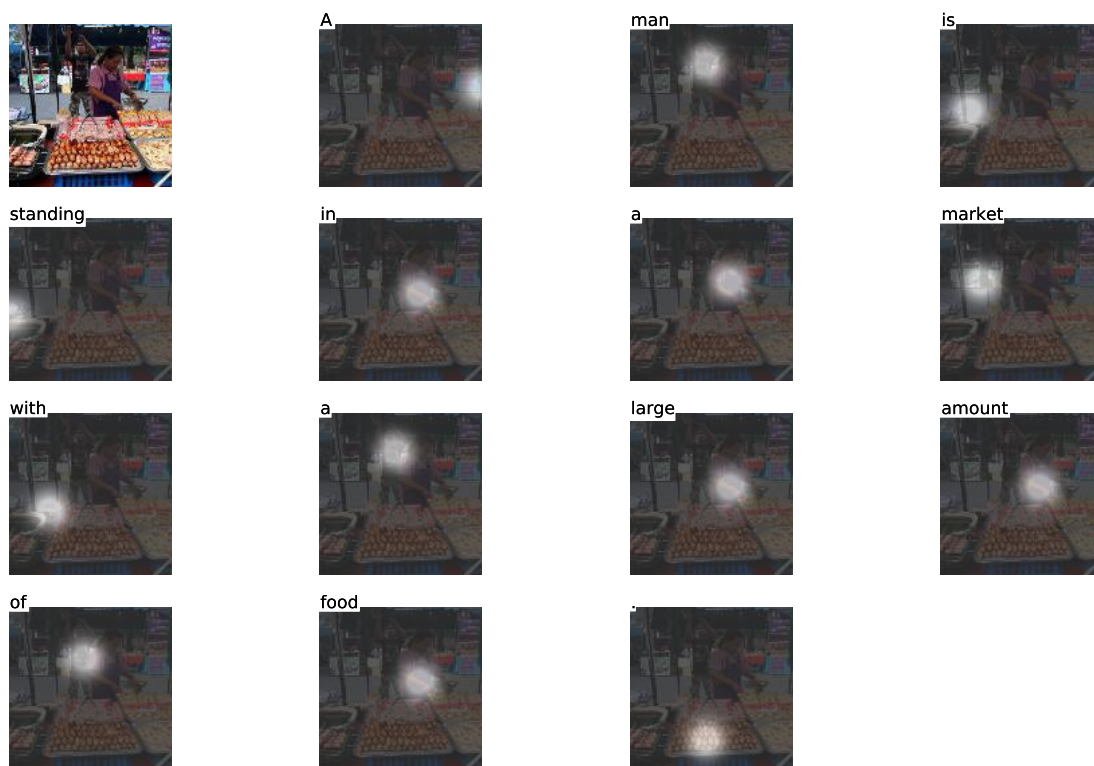 A man is
standing in a market
with a large amount
of food .